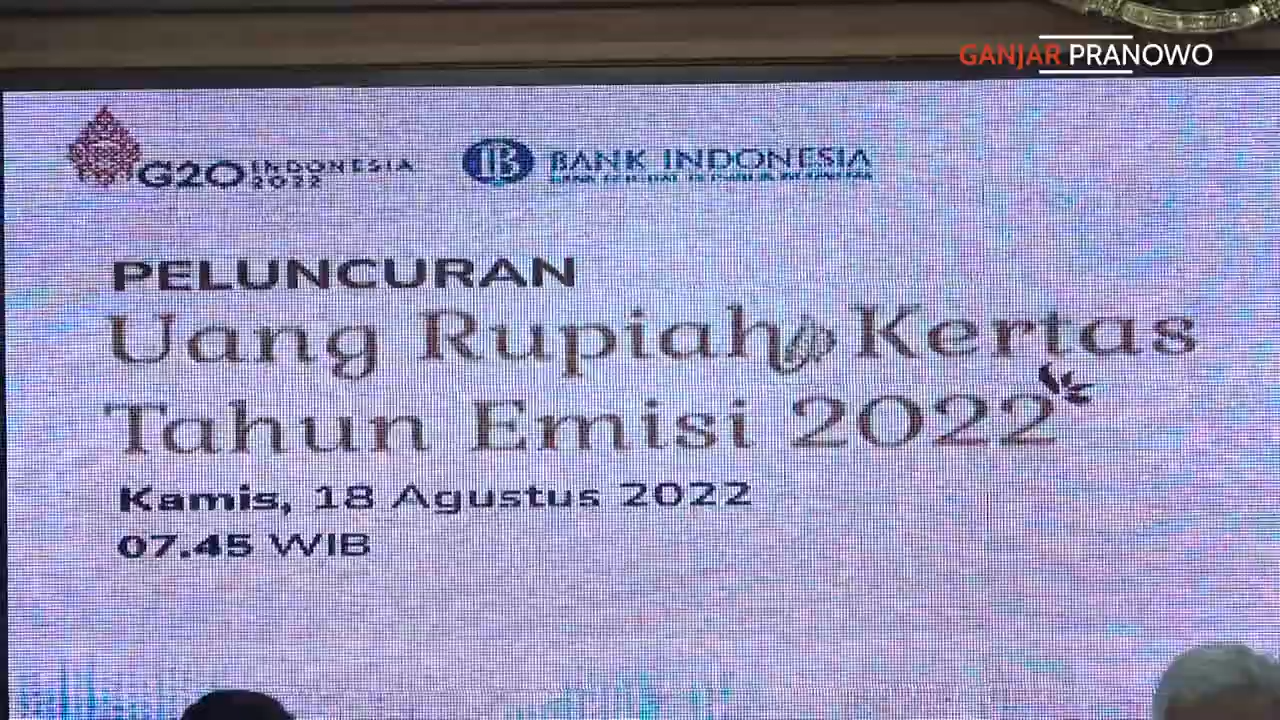 GANJAR PRANOWO
G20 INDONESIA 2022
BANK INDONESIA
PELUNCURAN
Uang Rupiah Kertas
Tahun Emisi 2022
Kamis, 18 Agustus 2022
07.45 WIB